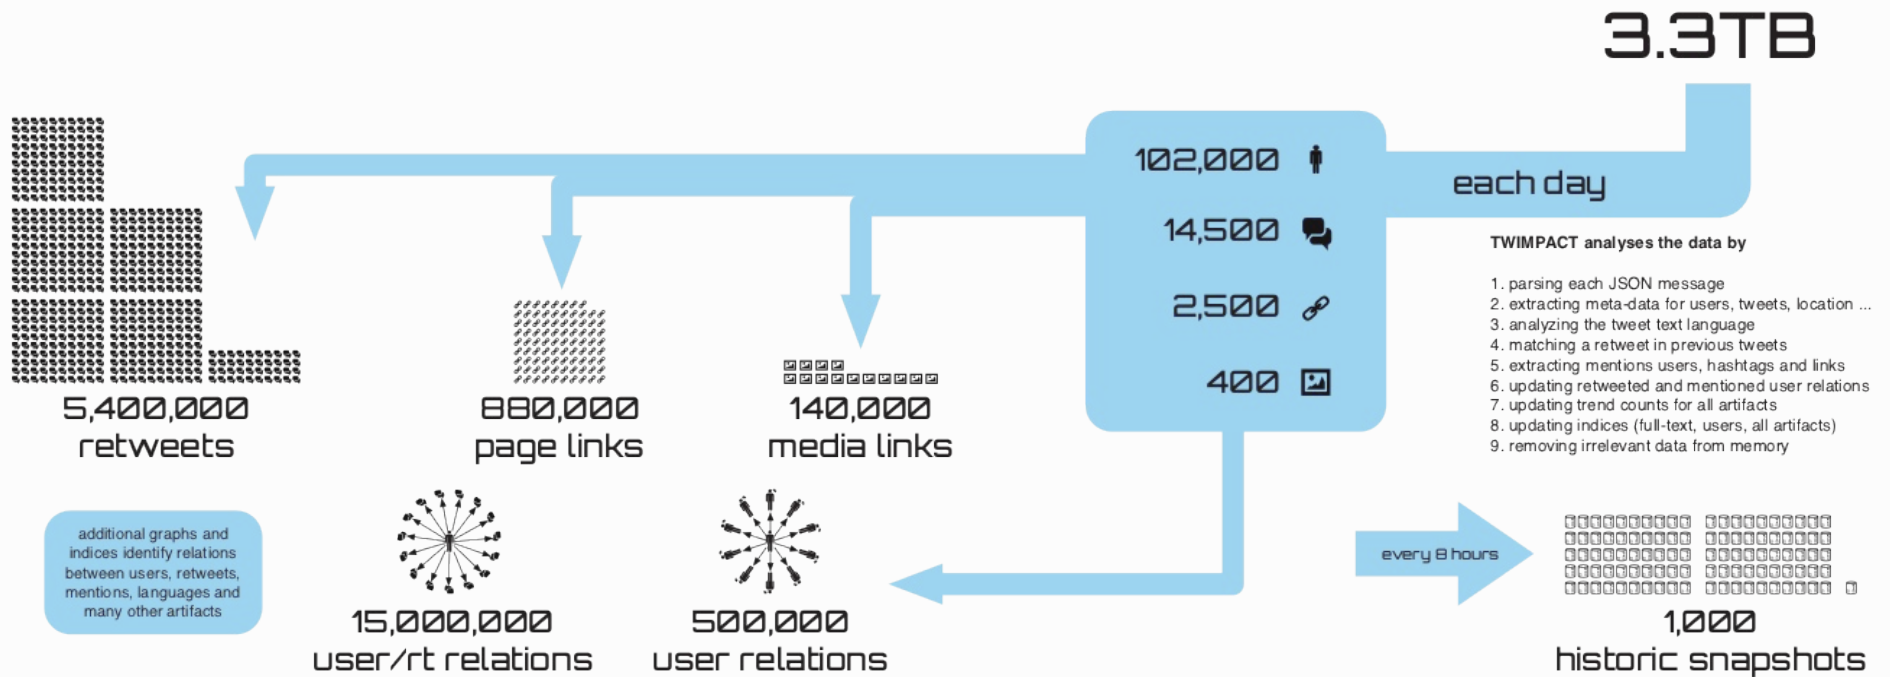 3.3TB
each day
102,000
14,500
2,500
400
TWIMPACT analyses the data by
1. parsing each JSON message
2. extracting meta-data for users, tweets, location ...
3. analyzing the tweet text language
4. matching a retweet in previous tweets
5. extracting mentions users, hashtags and links
6. updating retweeted and mentioned user relations
7. updating trend counts for all artifacts
8. updating indices (full-text, users, all artifacts)
9. removing irrelevant data from memory
5,400,000
retweets
880,000
page links
140,000
media links
additional graphs and
indices identify relations
between users, retweets,
mentions, languages and
many other artifacts
15,000,000
user/rt relations
500,000
user relations
every 8 hours
1,000
historic snapshots